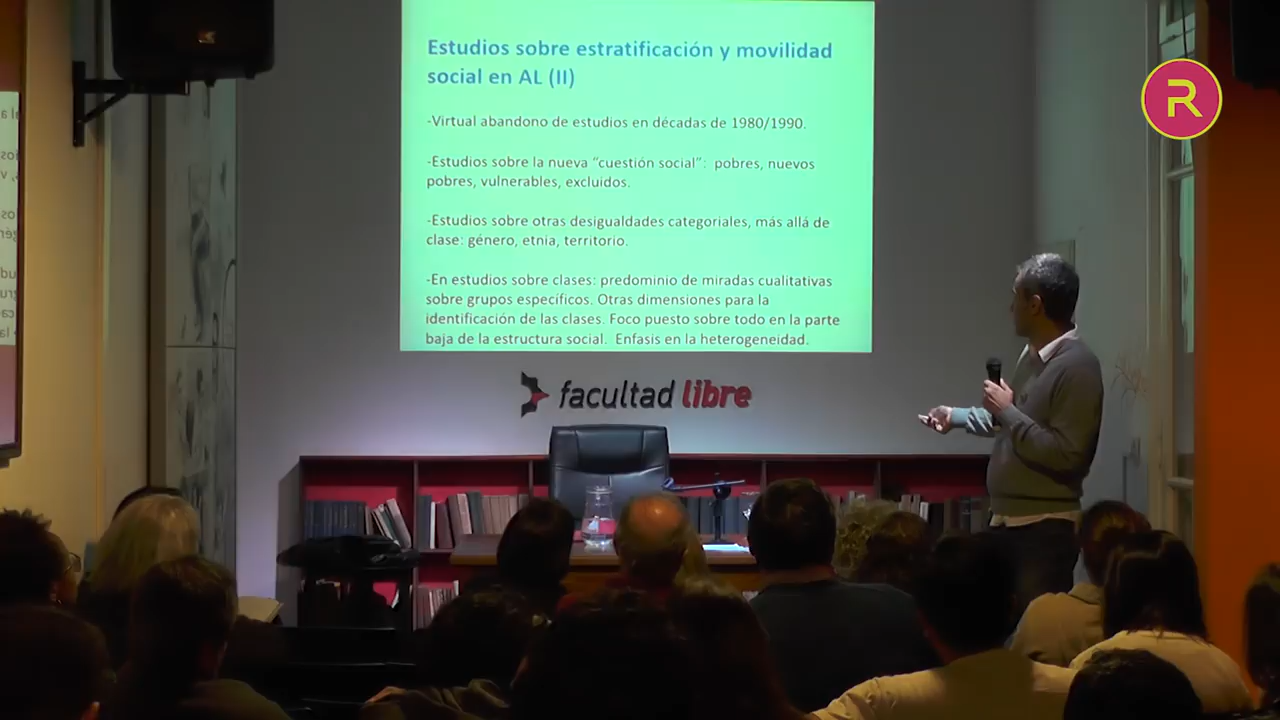 Estudios sobre estratificación y movilidad
social en AL (II)
-Virtual abandono de estudios en décadas de 1980/1990.
-Estudios sobre la nueva “cuestión social”: pobres, nuevos
pobres, vulnerables, excluidos.
-Estudios sobre otras desigualdades categoriales, más allá de
clase: género, etnia, territorio.
-En estudios sobre clases: predominio de miradas cualitativas
sobre grupos especificos. Otras dimensiones para la
identificación de las clases. Foco puesto sobre todo en la parte
baja de la estructura social. Enfasis en la heterogeneidad.
facultad libre
R